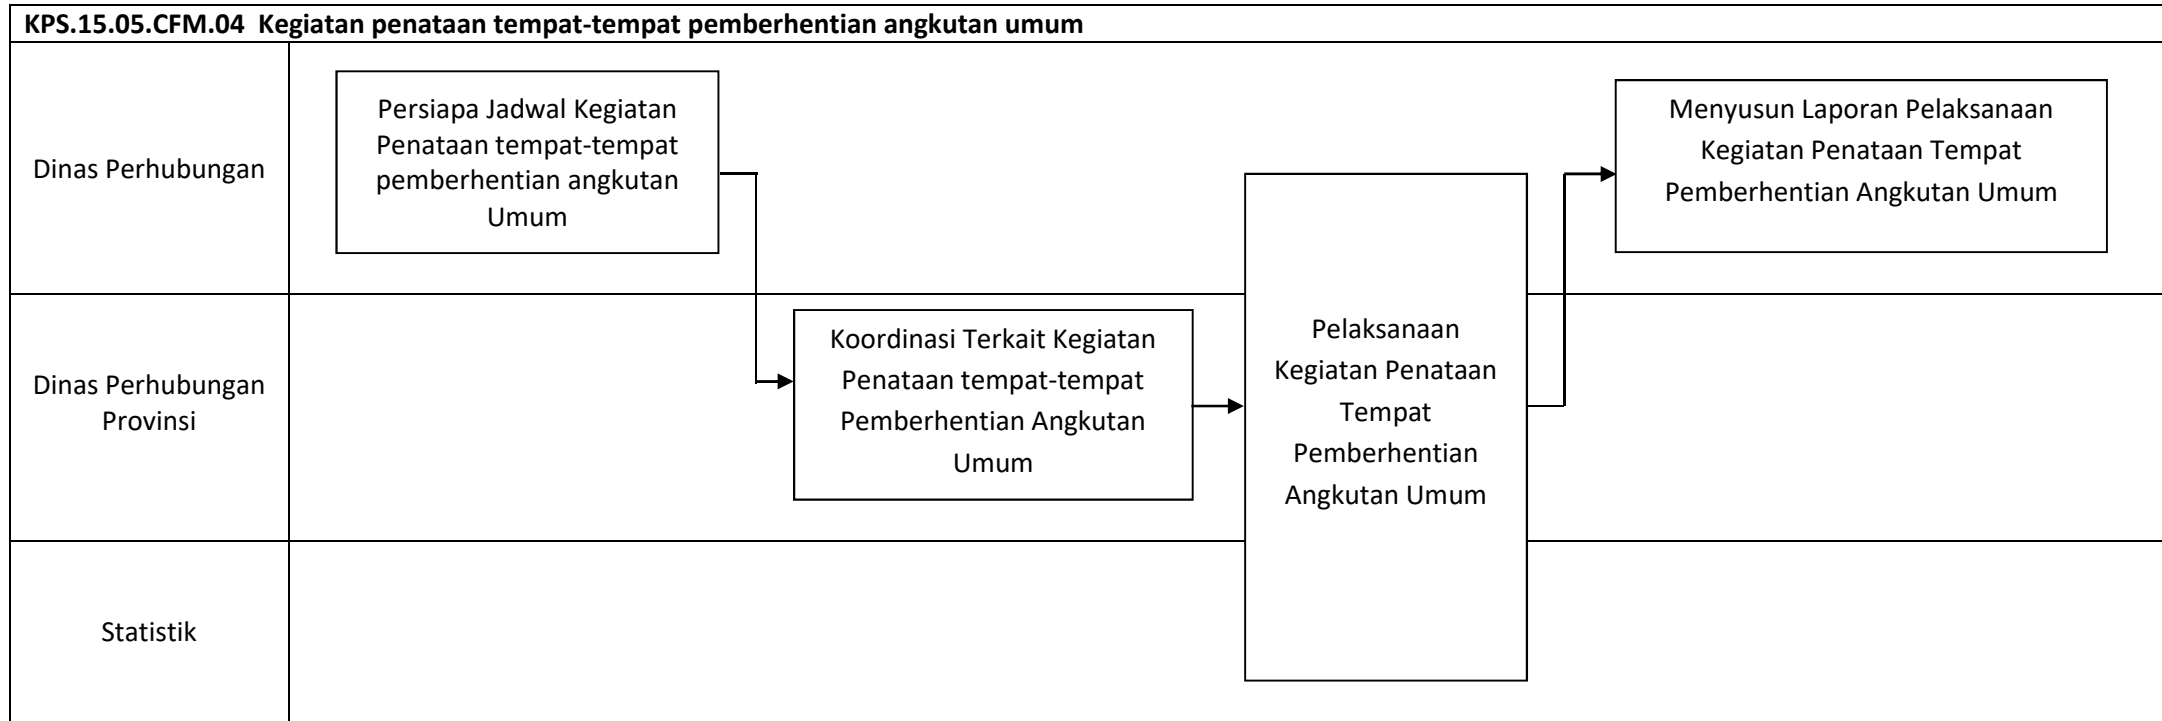 KPS.15.05.CFM.04 Kegiatan penataan tempat-tempat pemberhentian angkutan umum
Dinas Perhubungan
Persiapa Jadwal Kegiatan
Penataan tempat-tempat
pemberhentian angkutan
Umum
Menyusun Laporan Pelaksanaan
Kegiatan Penataan Tempat
Pemberhentian Angkutan Umum
Dinas Perhubungan
Provinsi
Koordinasi Terkait Kegiatan
Penataan tempat-tempat
Pemberhentian Angkutan
Umum
Pelaksanaan
Kegiatan Penataan
Tempat
Pemberhentian
Angkutan Umum
Statistik